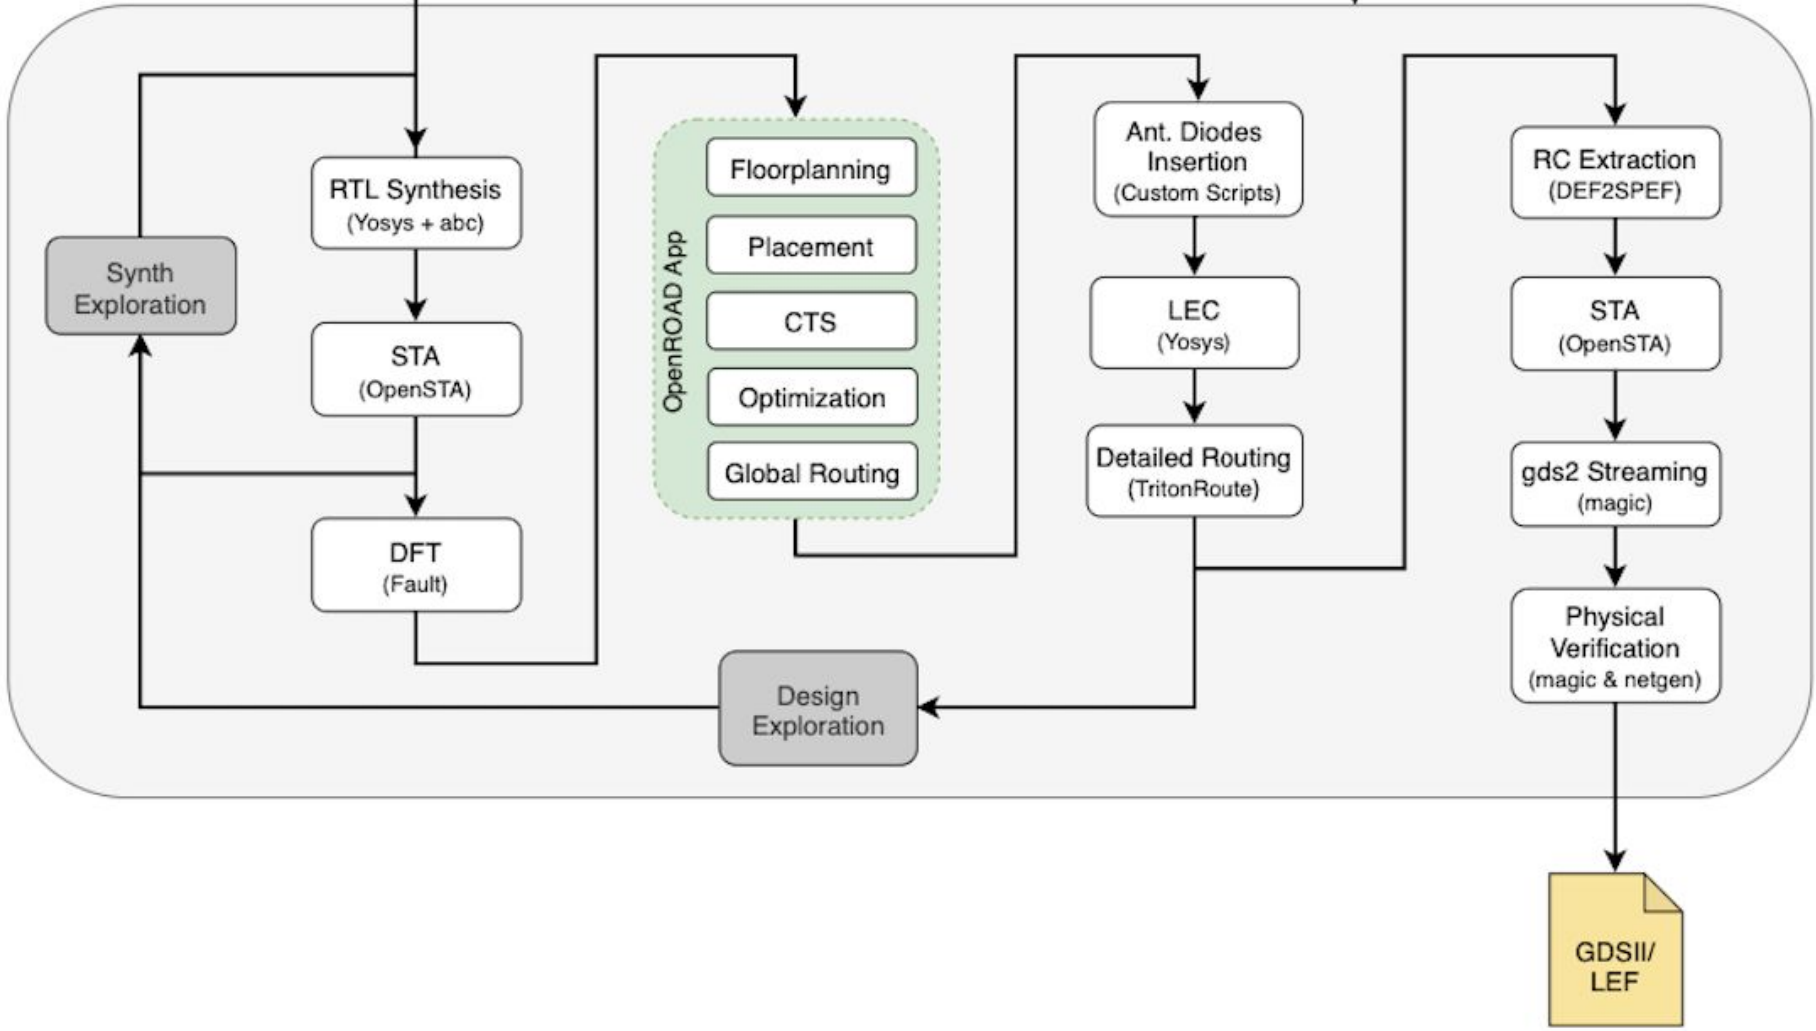 Synth
Exploration
RTL Synthesis
(Yosys + abc)
STA
(OpenSTA)
DFT
(Fault)
OpenROAD App
Floorplanning
Placement
CTS
Optimization
Global Routing
Design
Exploration
Ant. Diodes
Insertion
(Custom Scripts)
LEC
(Yosys)
Detailed Routing
(TritonRoute)
RC Extraction
(DEF2SPEF)
STA
(OpenSTA)
gds2 Streaming
(magic)
Physical
Verification
(magic & netgen)
GDSII/
LEF